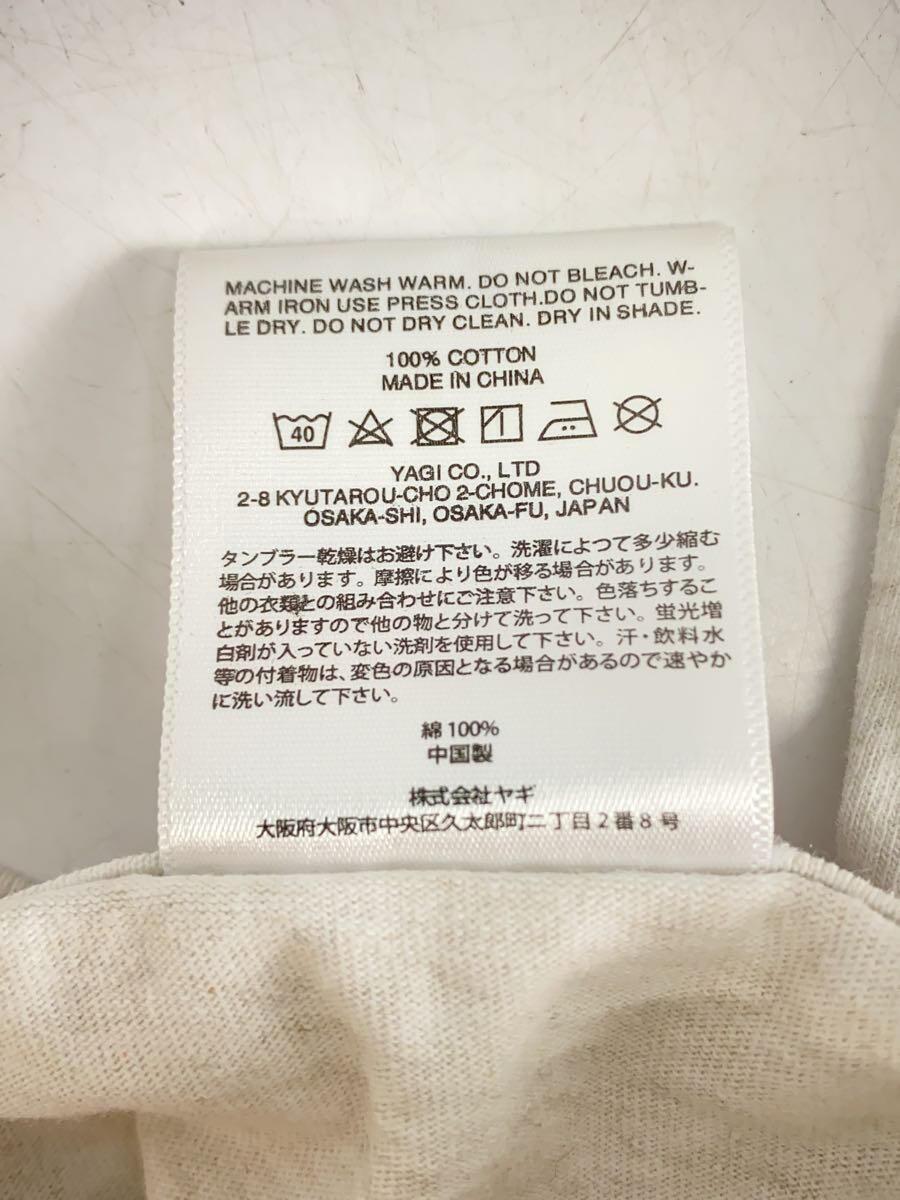 MACHINE WASH WARM. DO NOT BLEACH. W-
ARM IRON USE PRESS CLOTH.DO NOT TUMB-
LE DRY. DO NOT DRY CLEAN. DRY IN SHADE.
100% COTTON
MADE IN CHINA
40
YAGI CO., LTD
2-8 KYUTAROU-CHO 2-CHOME, CHUOU-KU.
OSAKA-SHI, OSAKA-FU, JAPAN
タンブラー乾燥はお避け下さい。洗濯によつて多少縮む
場合があります。摩擦により色が移る場合があります。
他の衣類との組み合わせにご注意下さい。色落ちするこ
とがありますので他の物と分けて洗って下さい。蛍光増
白剤が入っていない洗剤を使用して下さい。汗・飲料水
等の付着物は、変色の原因となる場合があるので速やか
に洗い流して下さい。
綿100%
中国製
株式会社ヤギ
大阪府大阪市中央区久太郎町二丁目2番8号